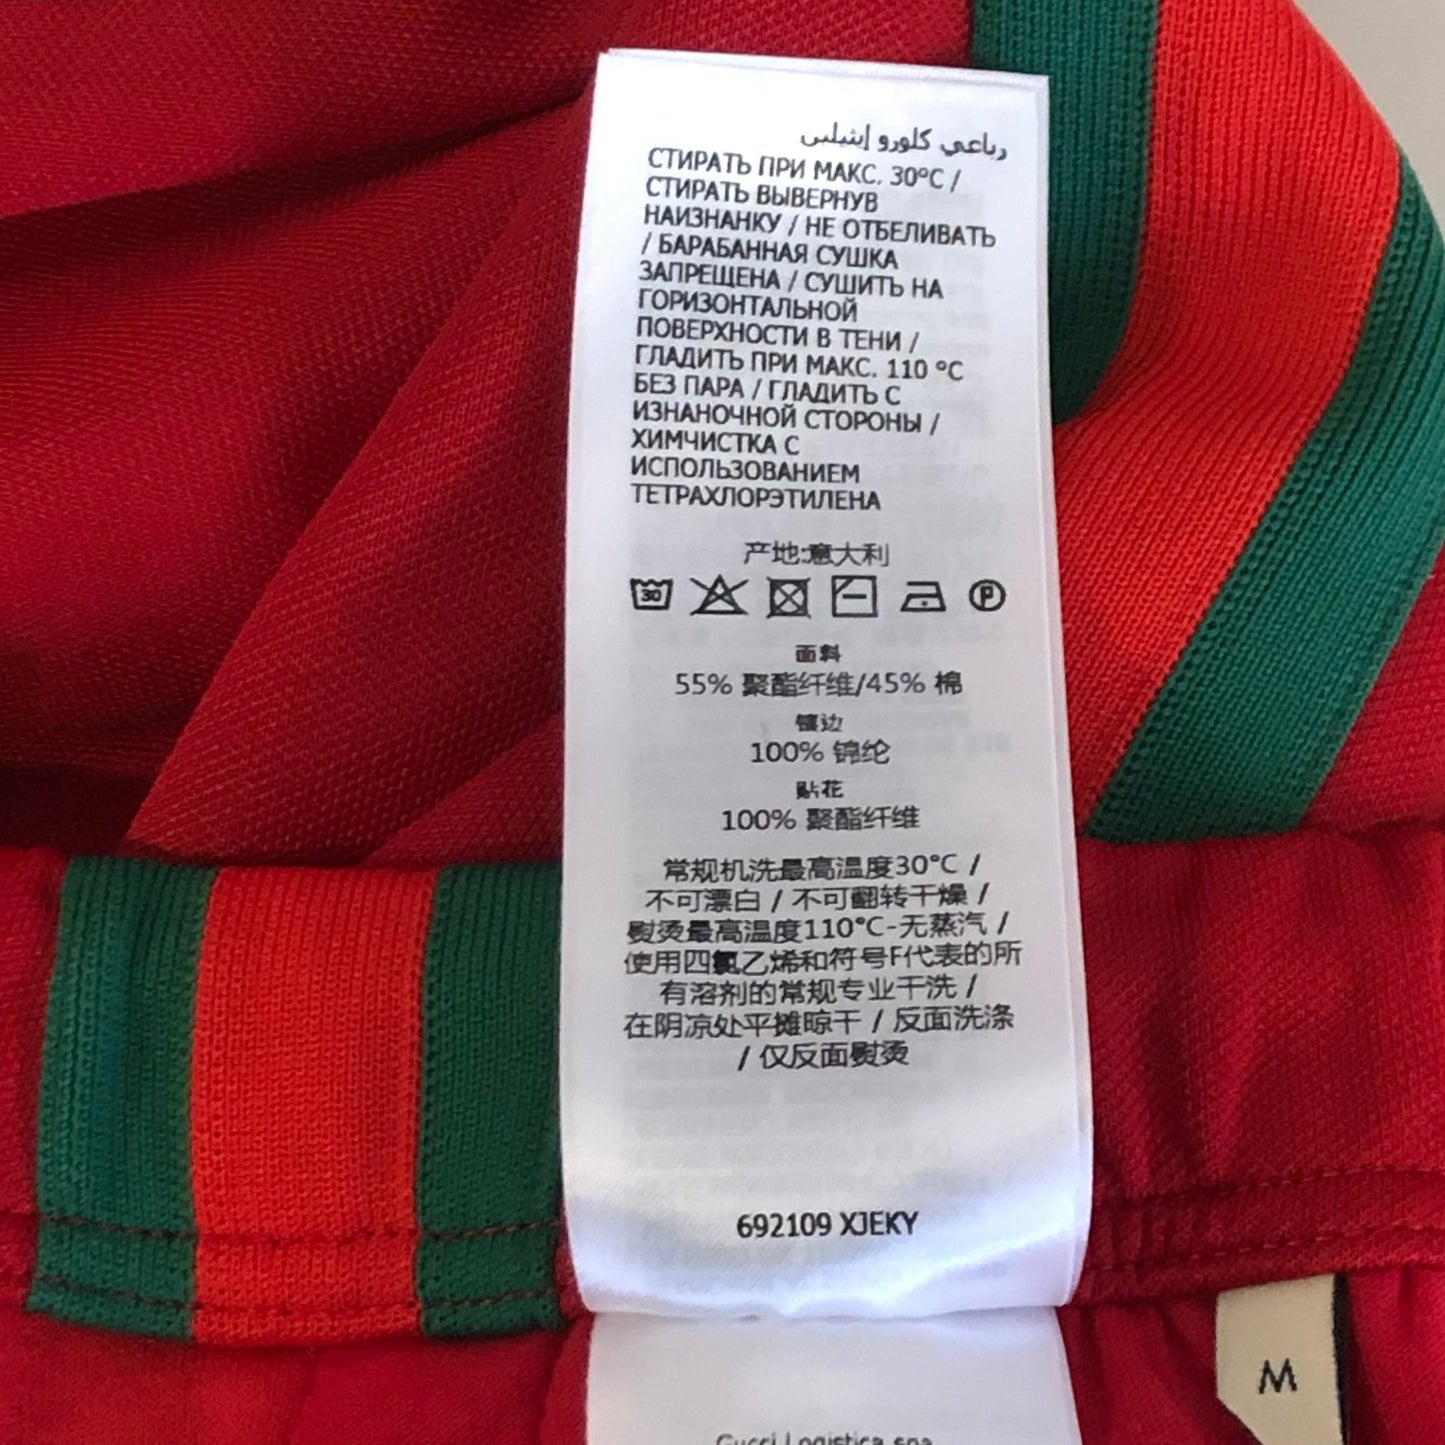 رباعي كلورو إيثيلين
СТИРАТЬ ПРИ МАКС. 30°C /
СТИРАТЬ ВЫВЕРНУВ
НАИЗНАНКУ / НЕ ОТБЕЛИВАТЬ
/ БАРАБАННАЯ СУШКА
ЗАПРЕЩЕНА / СУШИТЬ НА
ГОРИЗОНТАЛЬНОЙ
ПОВЕРХНОСТИ В ТЕНИ /
ГЛАДИТЬ ПРИ МАКС. 110 °C
БЕЗ ПАРА / ГЛАДИТЬ С
ИЗНАНОЧНОЙ СТОРОНЫ /
ХИМЧИСТКА С
ИСПОЛЬЗОВАНИЕМ
ТЕТРАХЛОРЭТИЛЕНА
产地:意大利
30 P
面料
55% 聚酯纤维/45% 棉
镶边
100% 锦纶
贴花
100% 聚酯纤维
常规机洗最高温度30°C /
不可漂白 / 不可翻转干燥 /
熨烫最高温度110°C-无蒸汽 /
使用四氯乙烯和符号F代表的所
有溶剂的常规专业干洗 /
在阴凉处平摊晾干 / 反面洗涤
/ 仅反面熨烫
692109 XJEKY
M
Gucci Logistica spa